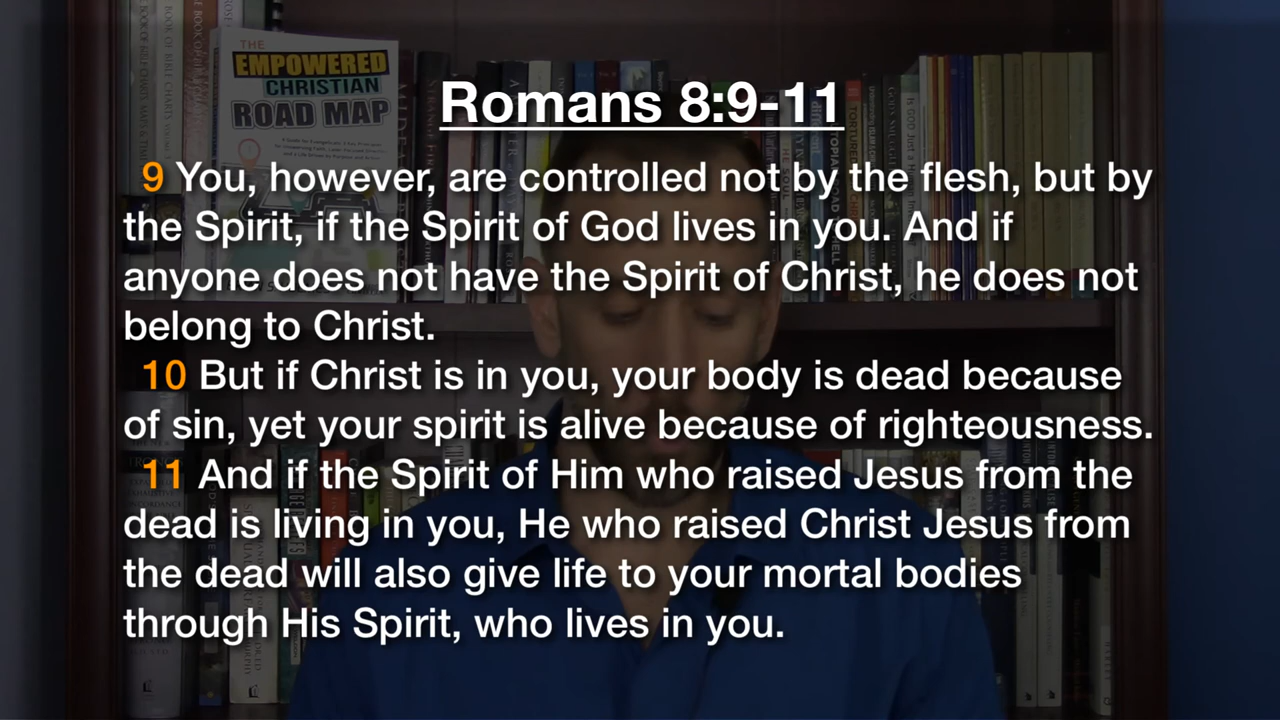 THE
EMPOWERED
CHRISTIAN
ROAD MAP
Romans 8:9-11
9 You, however, are controlled not by the flesh, but by
the Spirit, if the Spirit of God lives in you. And if
anyone does not have the Spirit of Christ, he does not
belong to Christ.
10 But if Christ is in you, your body is dead because
of sin, yet your spirit is alive because of righteousness.
11 And if the Spirit of Him who raised Jesus from the
dead is living in you, He who raised Christ Jesus from
the dead will also give life to your mortal bodies
through His Spirit, who lives in you.